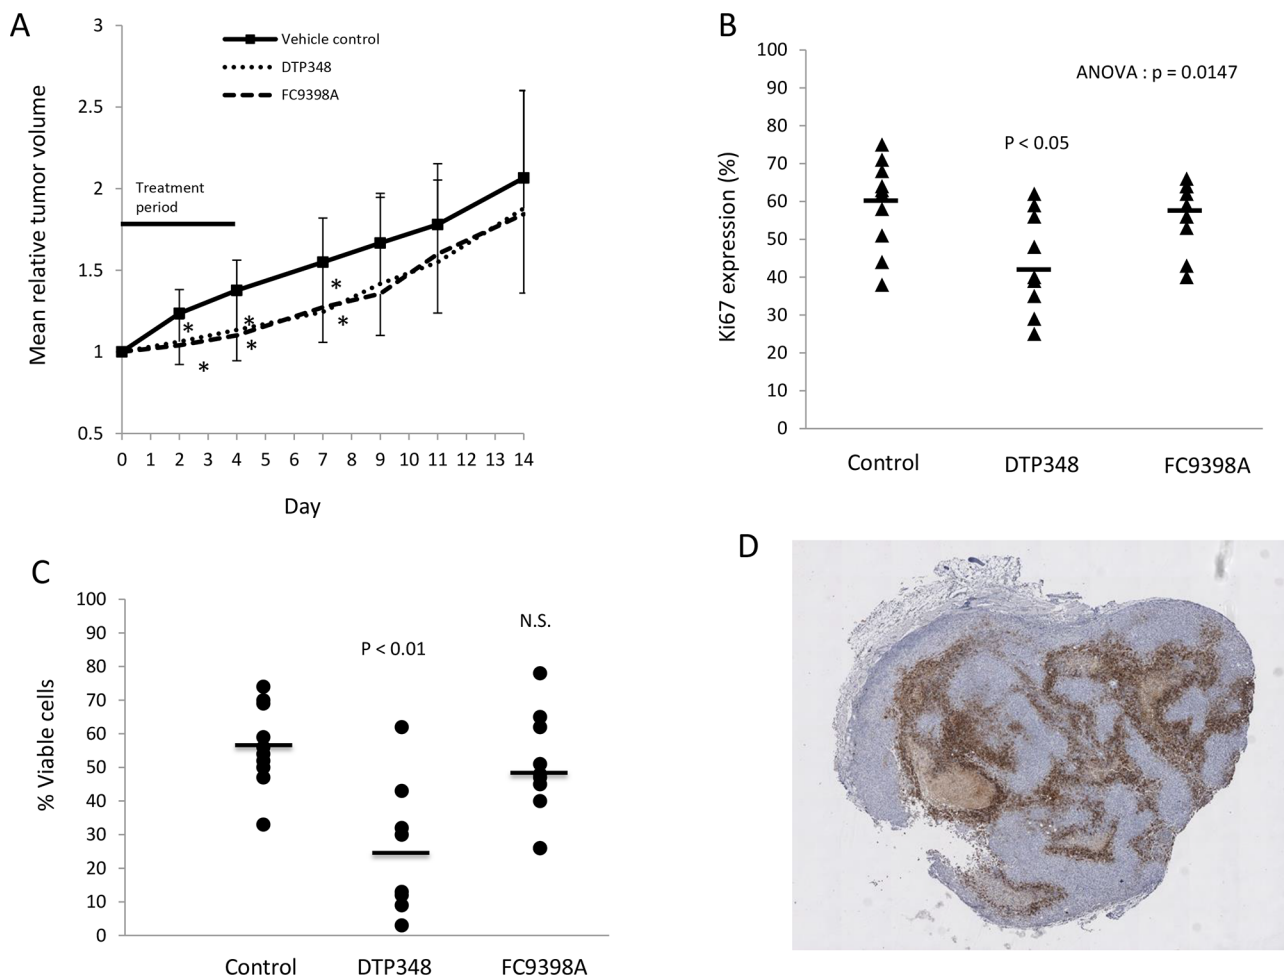 A
3
2.5
2
1.5
1
0.5
Mean relative tumor volume
Vehicle control
DTP348
FC9398A
Treatment
period
*
*
*
*
*
*
0 1 2 3 4 5 6 7 8 9 10 11 12 13 14
Day
B
100
90
80
70
60
50
40
30
20
10
0
Ki67 expression (%)
ANOVA : p = 0.0147
P < 0.05
Control DTP348 FC9398A
C
100
90
80
70
60
50
40
30
20
10
0
% Viable cells
P < 0.01
N.S.
Control DTP348 FC9398A
D